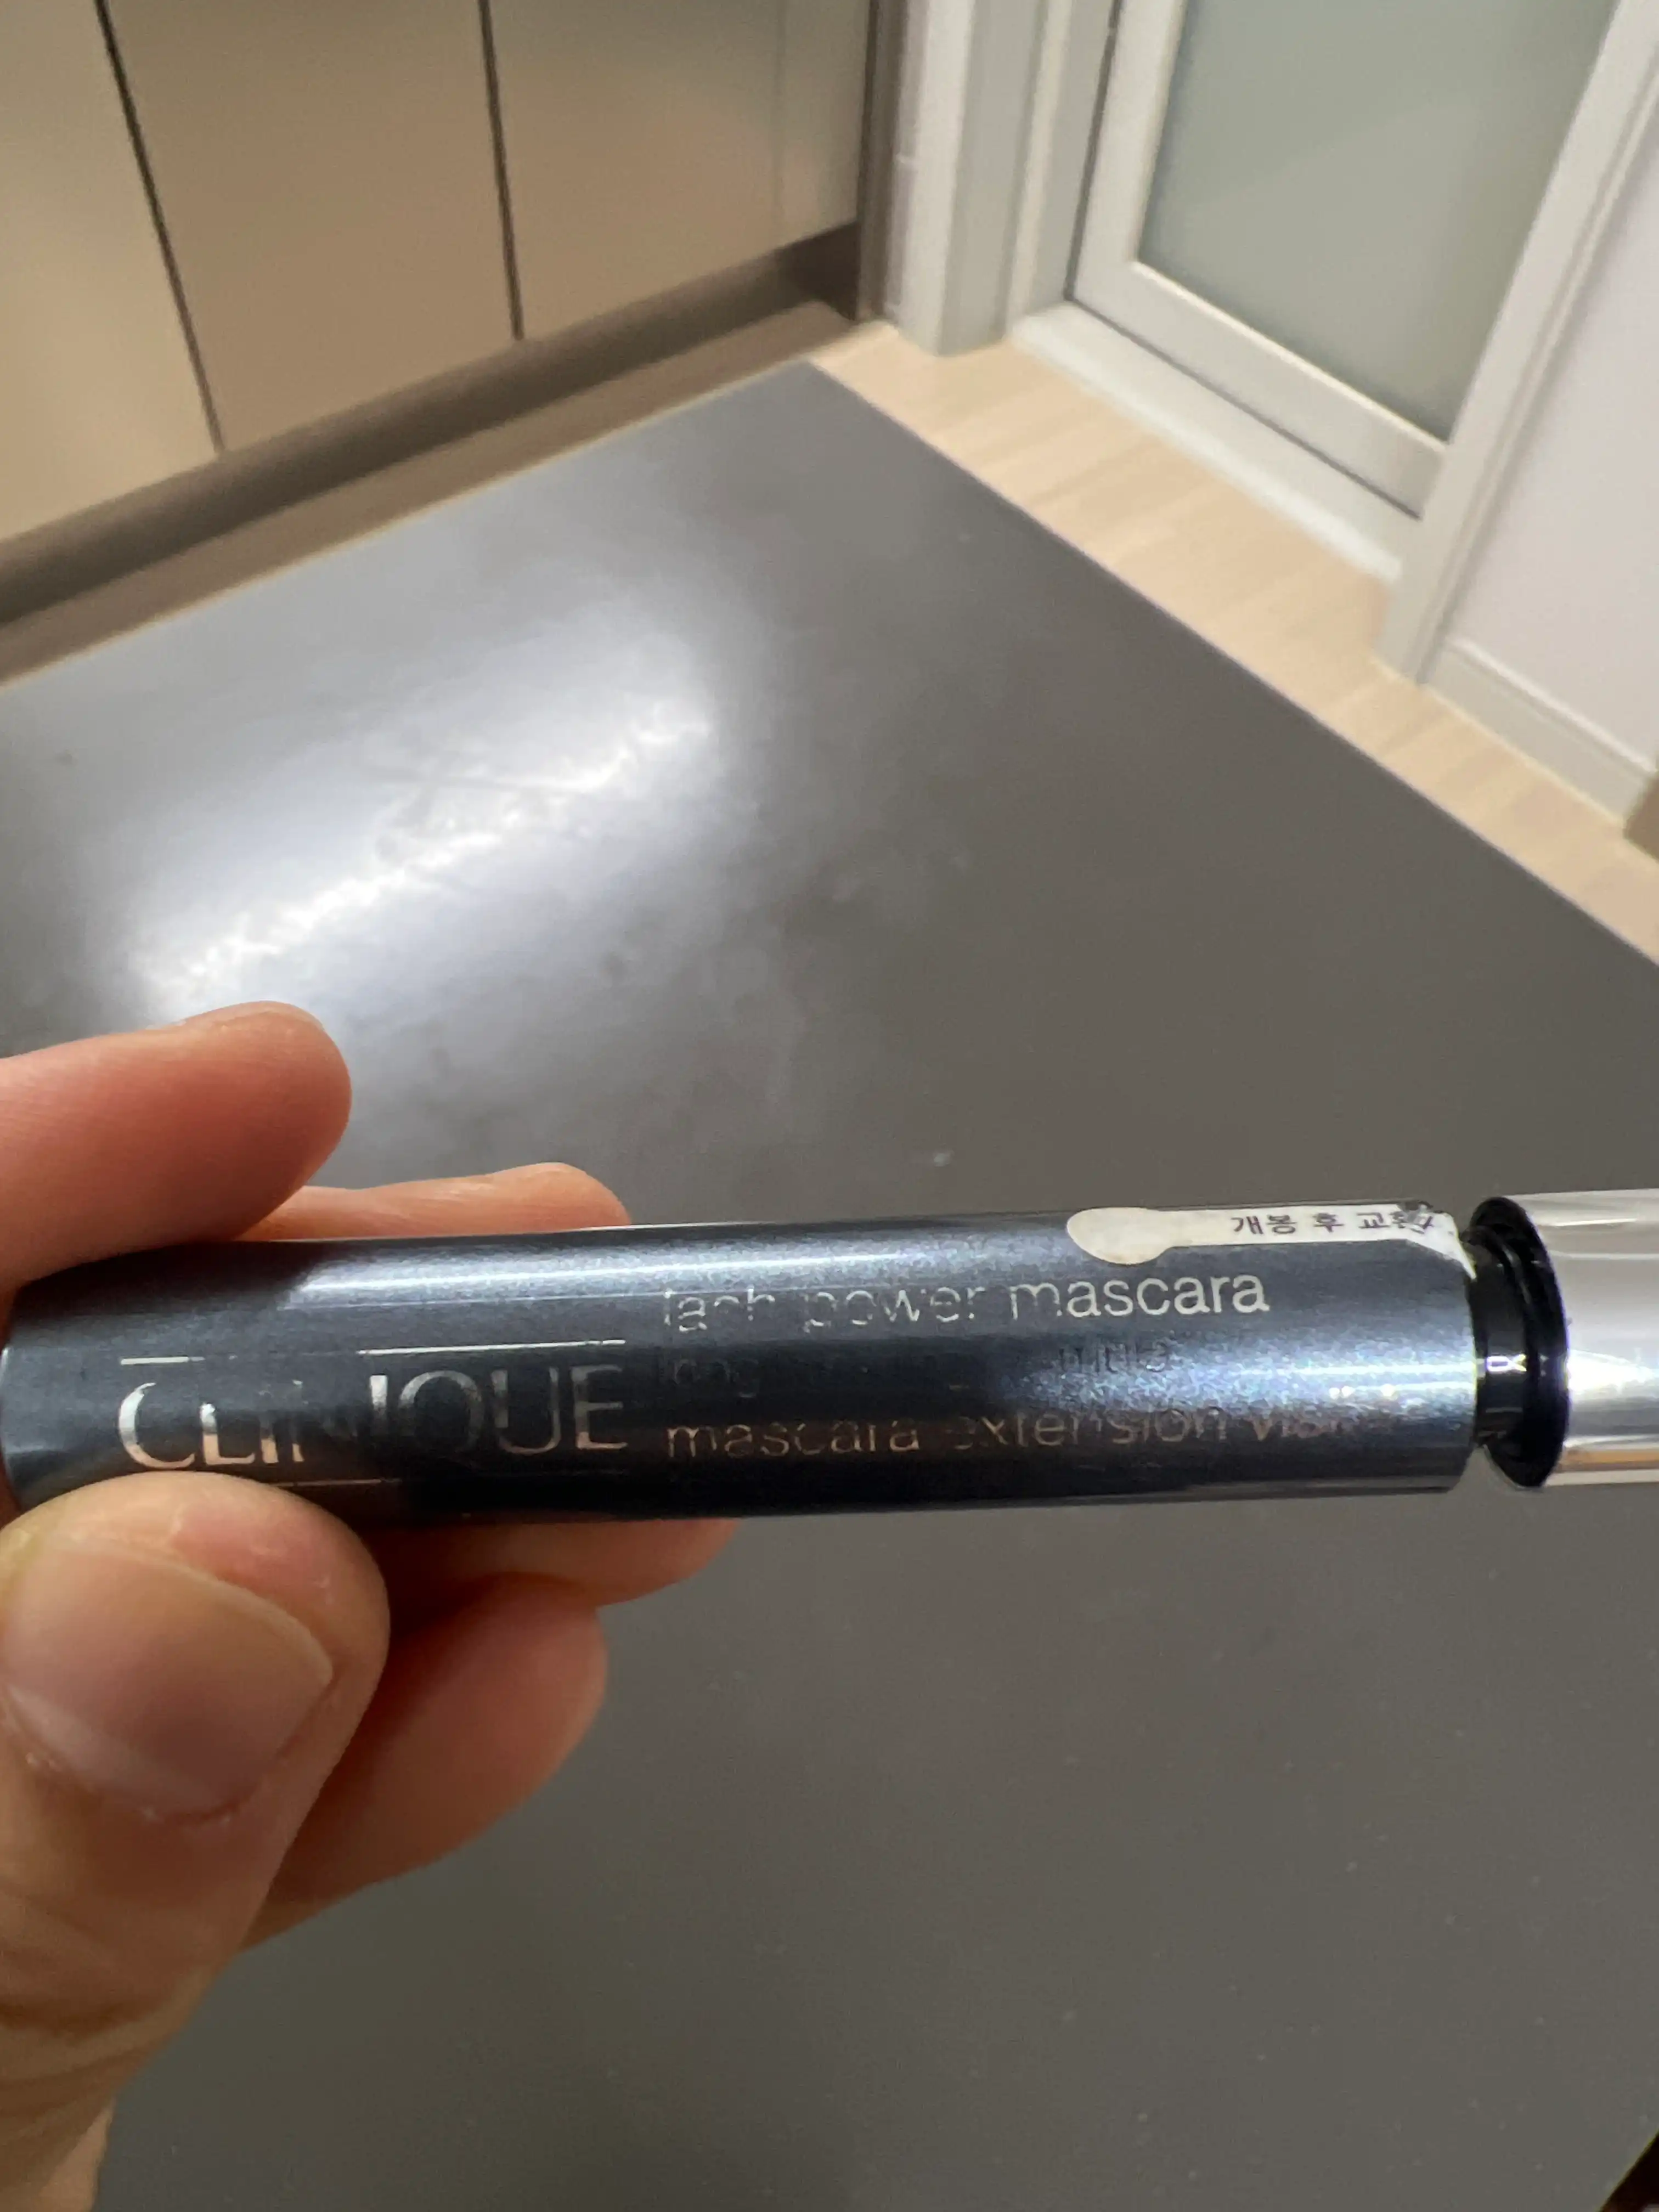 개봉 후 교환
CLINIQUE
lash power mascara
mascara extension